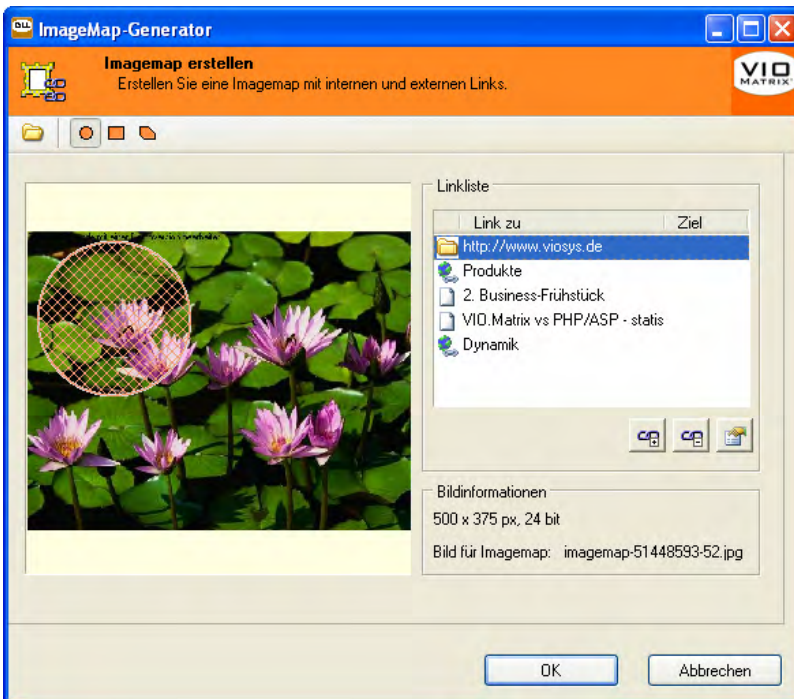 ImageMap-Generator
Imagemap erstellen
Erstellen Sie eine Imagemap mit internen und externen Links.
VIO
MATRIX
Linkliste
Link zu Ziel
http://www.viosys.de
Produkte
2. Business-Frühstück
VIO.Matrix vs PHP/ASP - statis
Dynamik
Bildinformationen
500 x 375 px, 24 bit
Bild für Imagemap: imagemap-51448593-52.jpg
OK Abbrechen